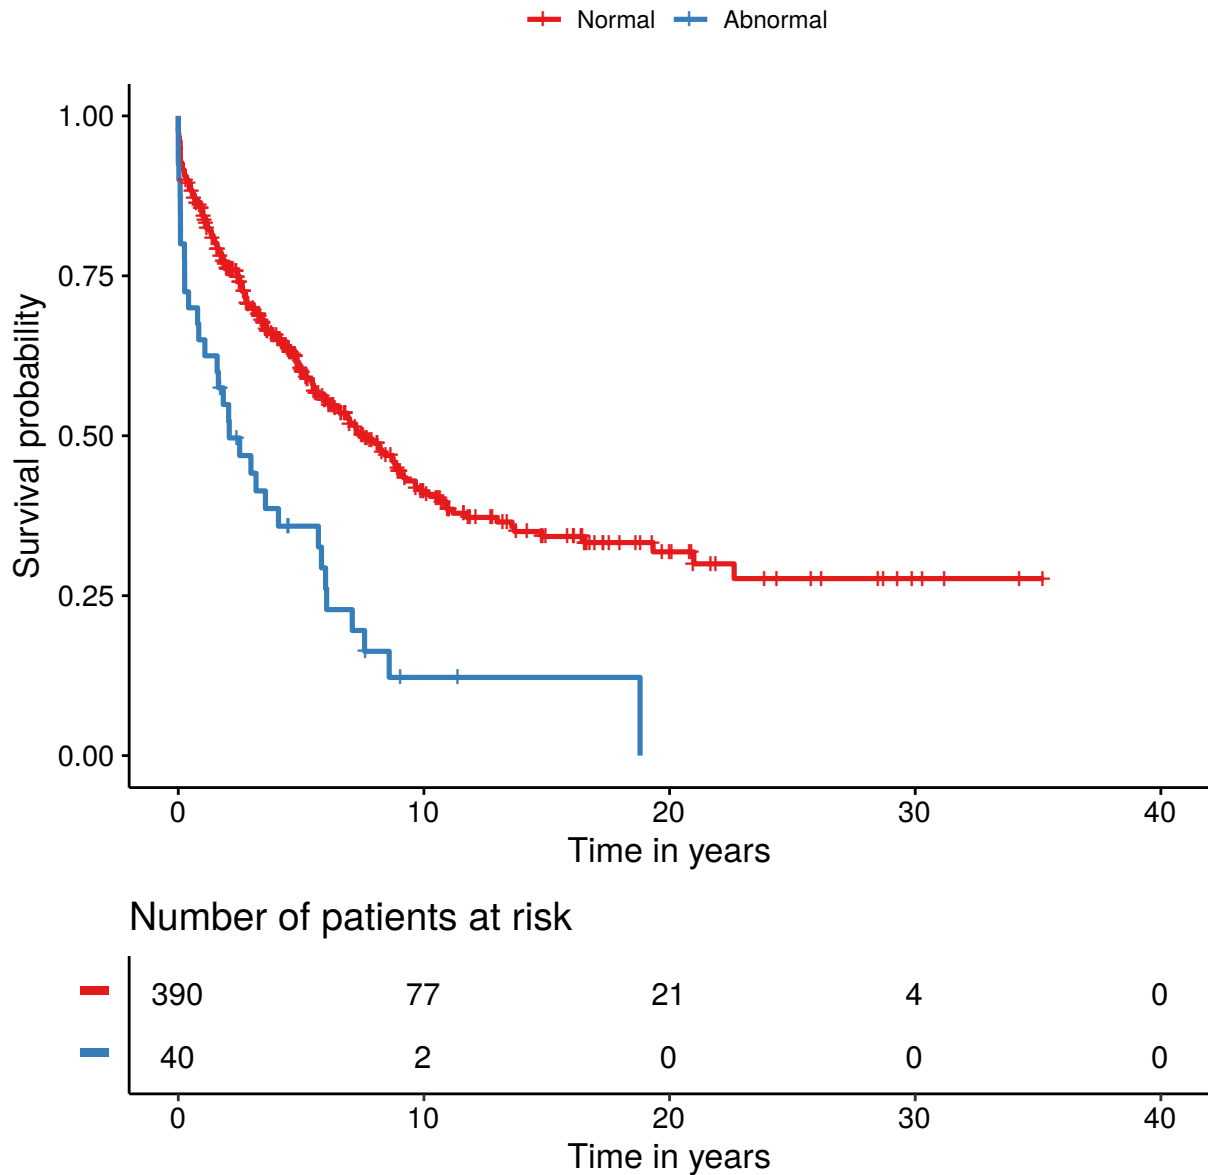 Normal Abnormal
1.00
0.75
0.50
0.25
0.00
Survival probability
0 10 20 30 40
Time in years
Number of patients at risk
390 77 21 4 0
40 2 0 0 0
0 10 20 30 40
Time in years